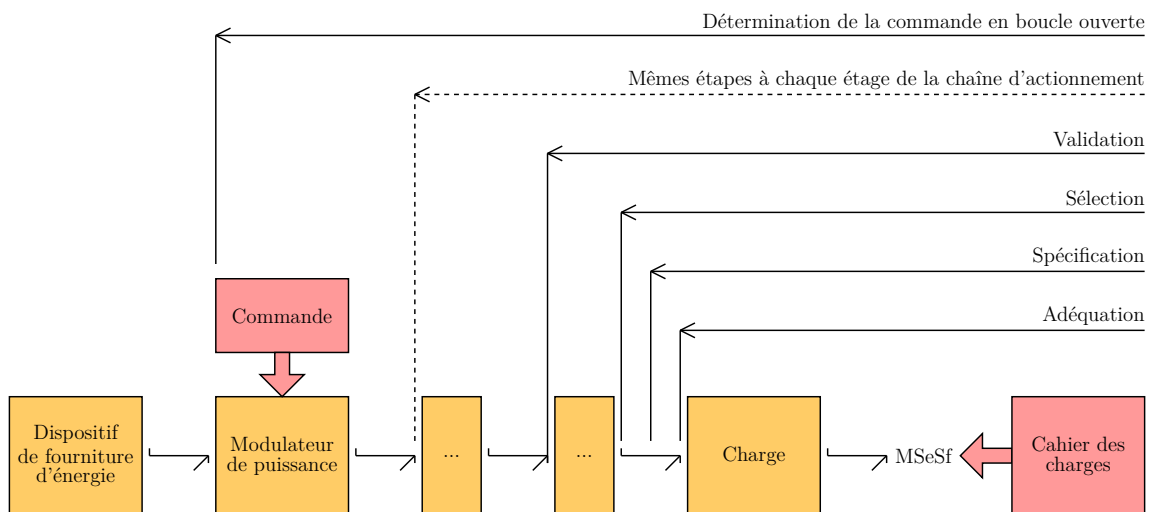 Détermination de la commande en boucle ouverte
Mêmes étapes à chaque étage de la chaîne d'actionnement
Validation
Sélection
Spécification
Adéquation
Commande
Dispositif
de fourniture
d'énergie
Modulateur
de puissance
...
...
Charge
MSeSf
Cahier des
charges